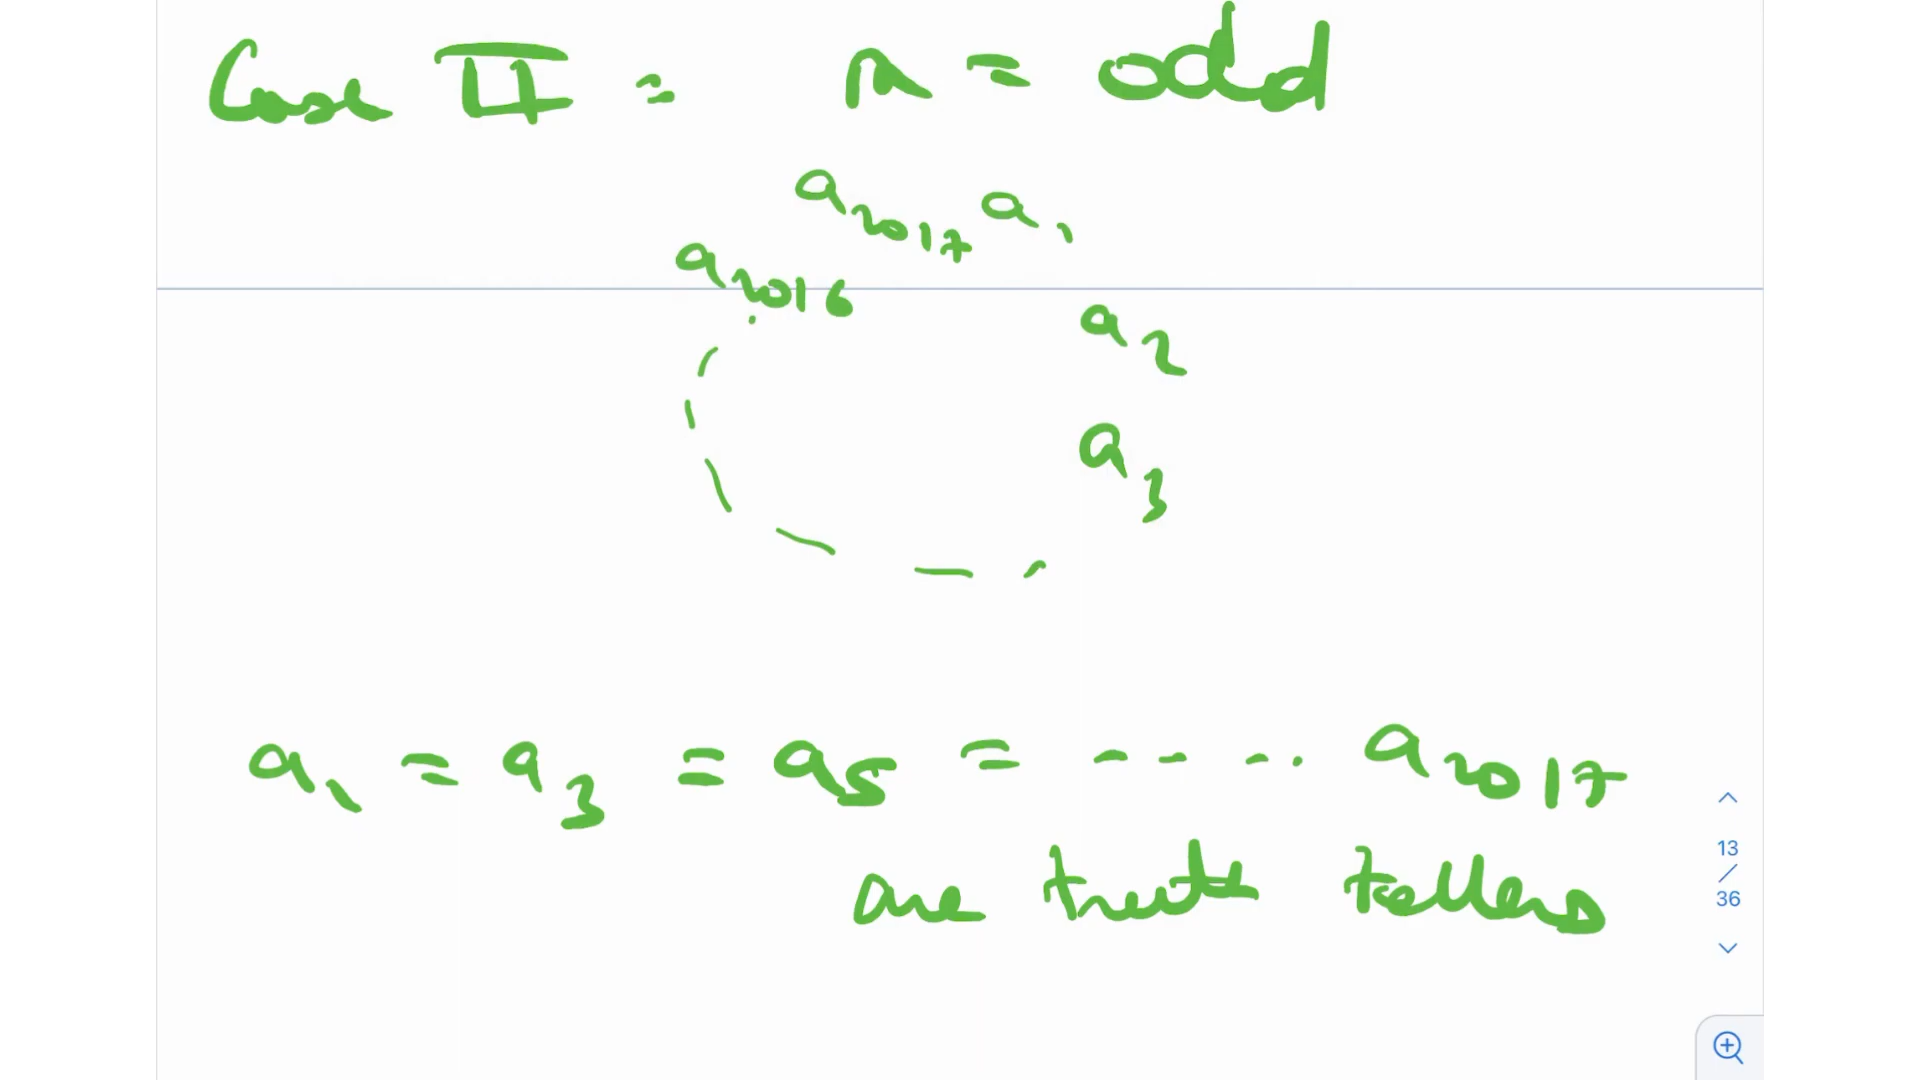 Case II = n = odd
a2017 a1
a2016
a2
a3
a1 = a3 = a5 = ---- a2017
are truth tellers
13
/
36